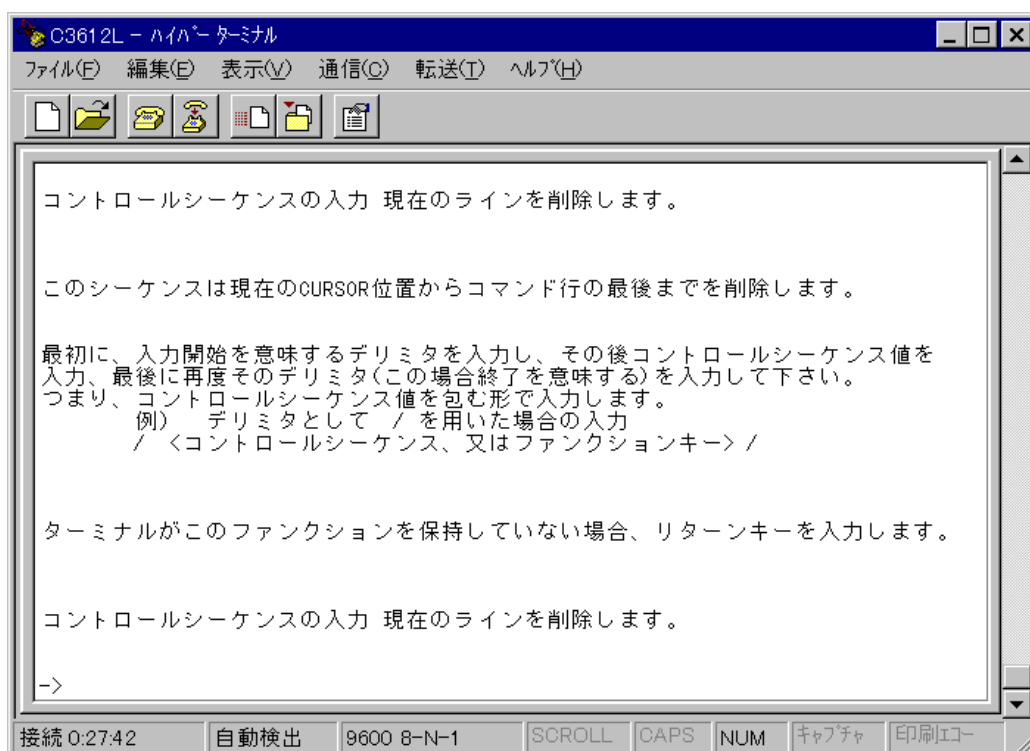 C3612L - ﾊｲﾊﾟｰ ﾀｰﾐﾅﾙ
ﾌｧｲﾙ(F) 編集(E) 表示(V) 通信(C) 転送(T) ﾍﾙﾌﾟ(H)
コントロールシーケンスの入力 現在のラインを削除します。
このシーケンスは現在のCURSOR位置からコマンド行の最後までを削除します。
最初に、入力開始を意味するデリミタを入力し、その後コントロールシーケンス値を
入力、最後に再度そのデリミタ(この場合終了を意味する)を入力して下さい。
つまり、コントロールシーケンス値を包む形で入力します。
例) デリミタとして / を用いた場合の入力
/ <コントロールシーケンス、又はファンクションキー> /
ターミナルがこのファンクションを保持していない場合、リターンキーを入力します。
コントロールシーケンスの入力 現在のラインを削除します。
->
接続 0:27:42 自動検出 9600 8-N-1 SCROLL CAPS NUM ｷｬﾌﾟﾁｬ 印刷ｴｺｰ